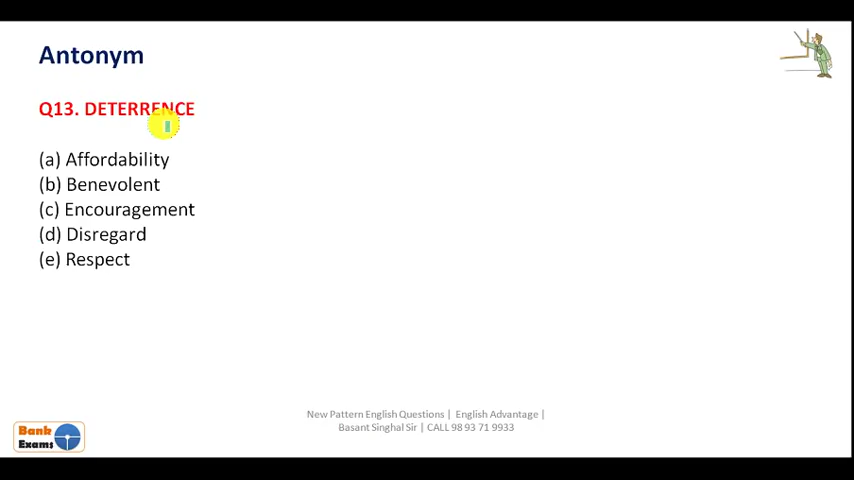 Antonym
Q13. DETERRENCE
(a) Affordability
(b) Benevolent
(c) Encouragement
(d) Disregard
(e) Respect
New Pattern English Questions | English Advantage |
Basant Singhal Sir | CALL 98 93 71 9933
Bank
Exams